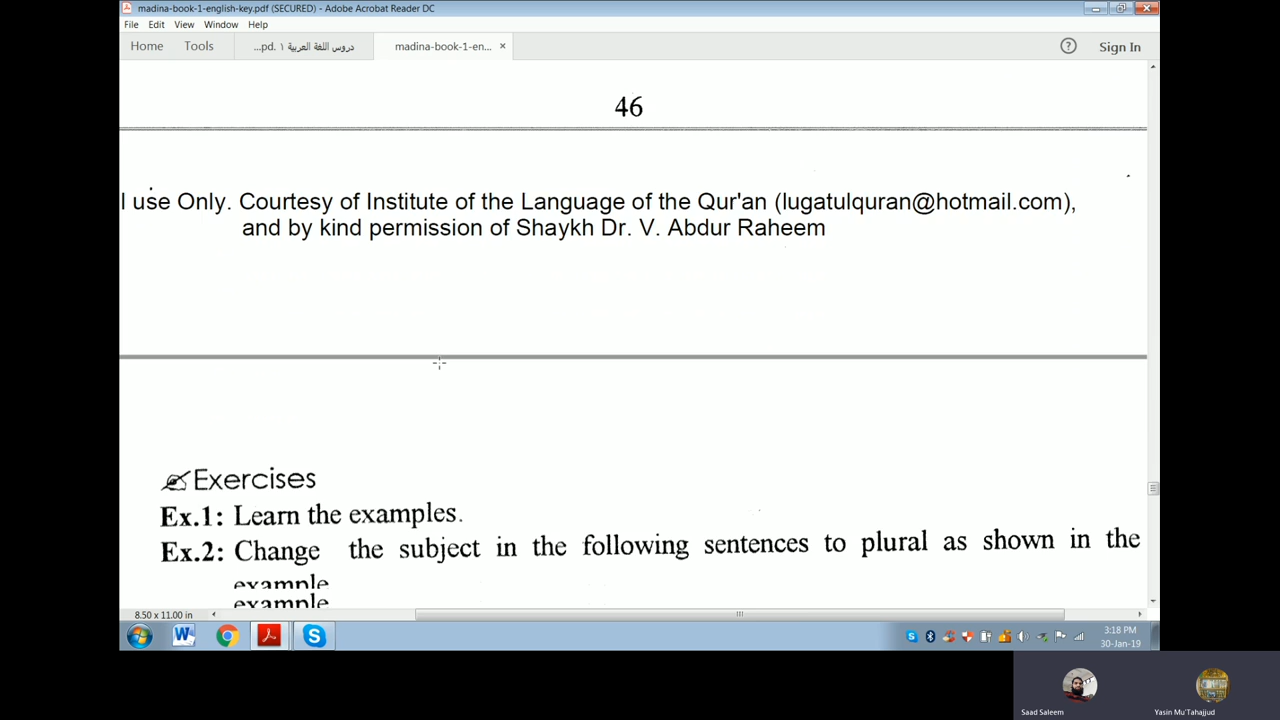 madina-book-1-english-key.pdf (SECURED) - Adobe Acrobat Reader DC
File Edit View Window Help
Home Tools دروس اللغة العربية ١ .pd... madina-book-1-en... × ? Sign In
46
l use Only. Courtesy of Institute of the Language of the Qur'an (lugatulquran@hotmail.com),
and by kind permission of Shaykh Dr. V. Abdur Raheem
Exercises
Ex.1: Learn the examples.
Ex.2: Change the subject in the following sentences to plural as shown in the
example
example
8.50 x 11.00 in
3:18 PM
30-Jan-19
Saad Saleem
Yasin Mu`Tahajjud